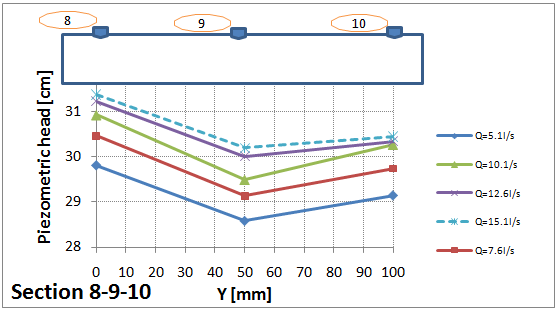 8
9
10
Piezometric head [cm]
31
30
29
28
0 10 20 30 40 50 60 70 80 90 100
Y [mm]
Section 8-9-10
Q=5.1l/s
Q=10.1l/s
Q=12.6l/s
Q=15.1l/s
Q=7.6l/s